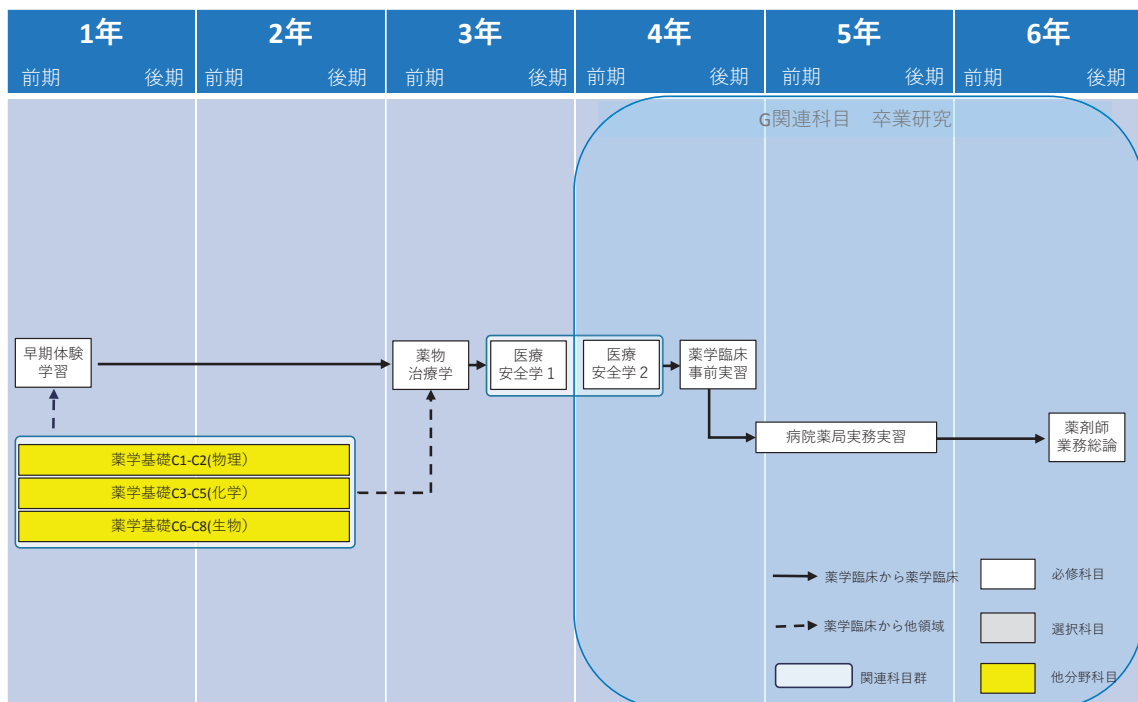 1年
2年
3年
4年
5年
6年
前期
後期
前期
後期
前期
後期
前期
後期
前期
後期
前期
後期
G関連科目 卒業研究
早期体験
学習
薬物
治療学
医療
安全学1
医療
安全学2
薬学臨床
事前実習
病院薬局実務実習
薬剤師
業務総論
薬学基礎C1-C2(物理)
薬学基礎C3-C5(化学)
薬学基礎C6-C8(生物)
薬学臨床から薬学臨床
必修科目
薬学臨床から他領域
選択科目
関連科目群
他分野科目